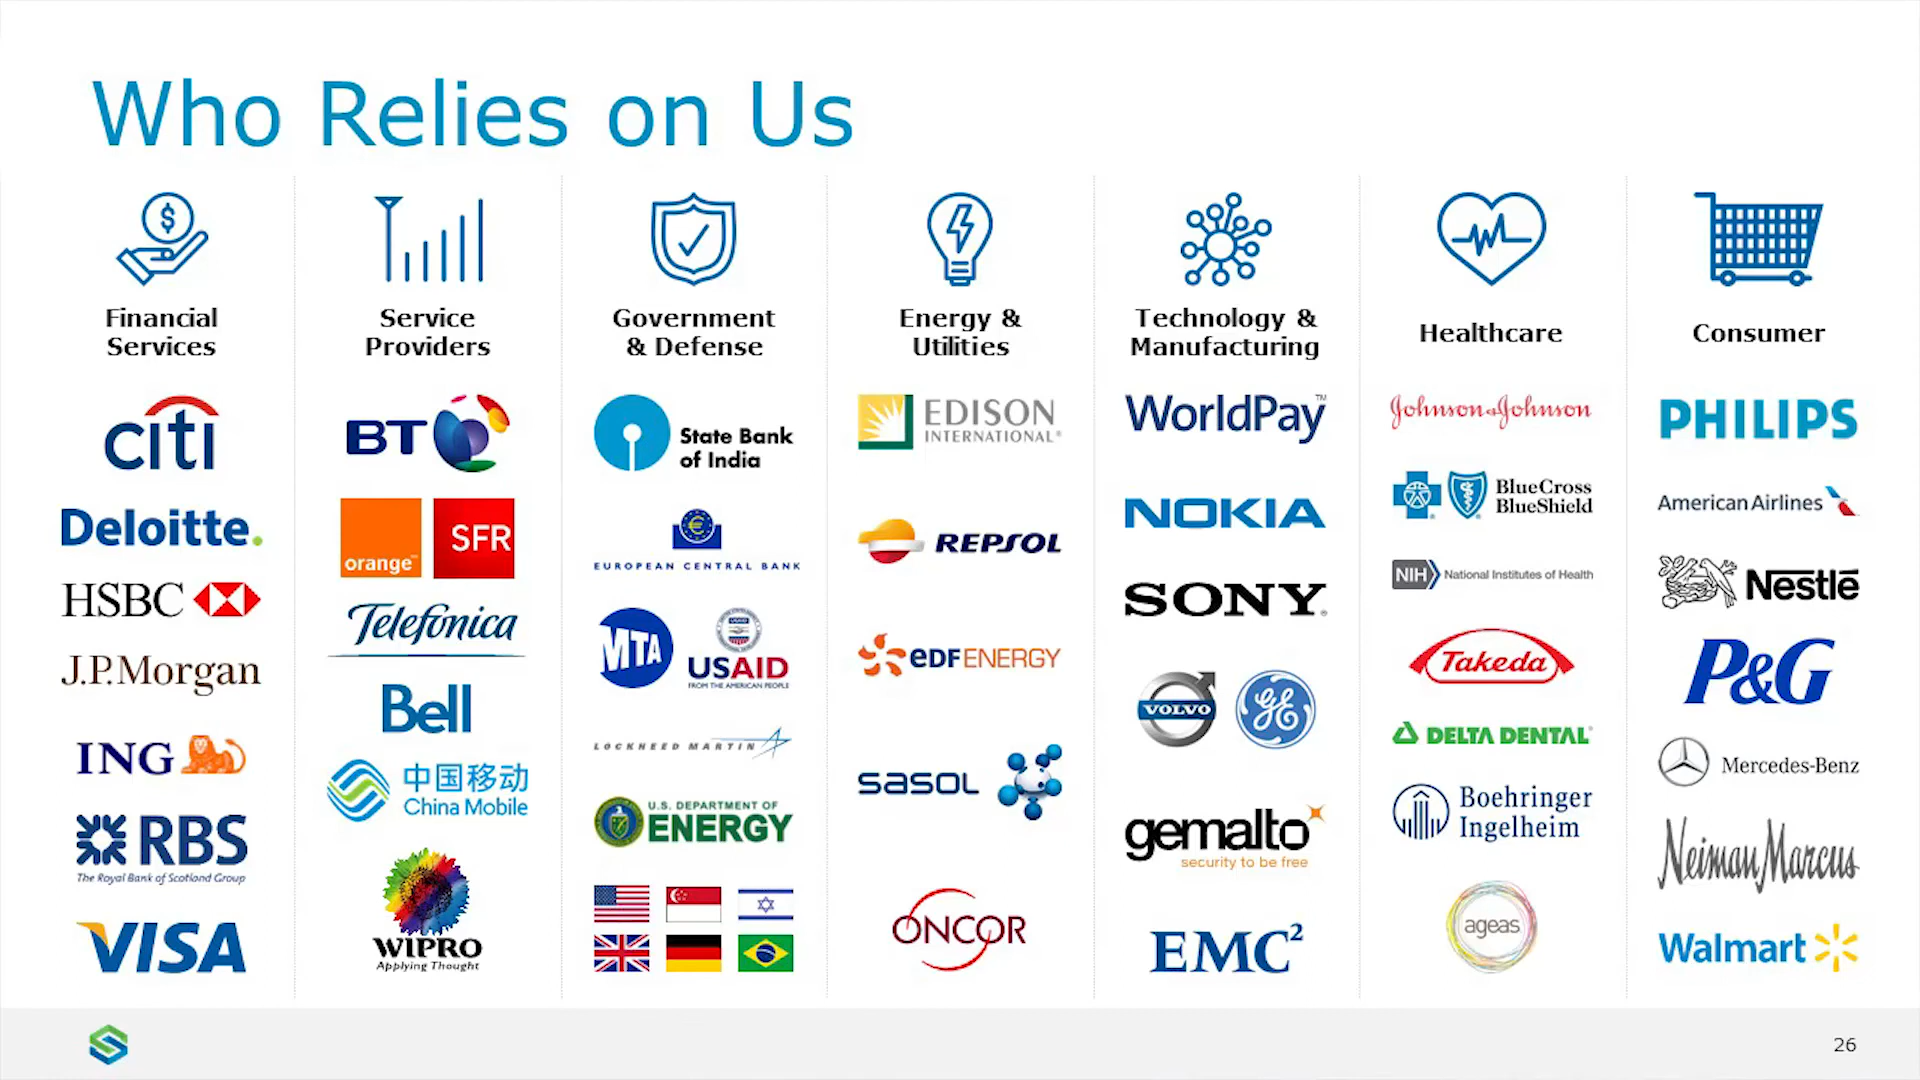 Who Relies on Us
Financial
Services
citi
Deloitte.
HSBC
J.P.Morgan
ING
RBS
The Royal Bank of Scotland Group
VISA
Service
Providers
BT
orange™
SFR
Telefónica
Bell
中国移动
China Mobile
WIPRO
Applying Thought
Government
& Defense
State Bank
of India
EUROPEAN CENTRAL BANK
MTA
USAID
FROM THE AMERICAN PEOPLE
LOCKHEED MARTIN
U.S. DEPARTMENT OF
ENERGY
Energy &
Utilities
EDISON
INTERNATIONAL®
REPSOL
eDF ENERGY
sasol
ONCOR
Technology &
Manufacturing
WorldPay™
NOKIA
SONY®
VOLVO
GE
gemalto
security to be free
EMC²
Healthcare
Johnson&Johnson
BlueCross
BlueShield
NIH National Institutes of Health
Takeda
DELTA DENTAL®
Boehringer
Ingelheim
ageas
Consumer
PHILIPS
American Airlines
Nestlé
P&G
Mercedes-Benz
Neiman Marcus
Walmart
26